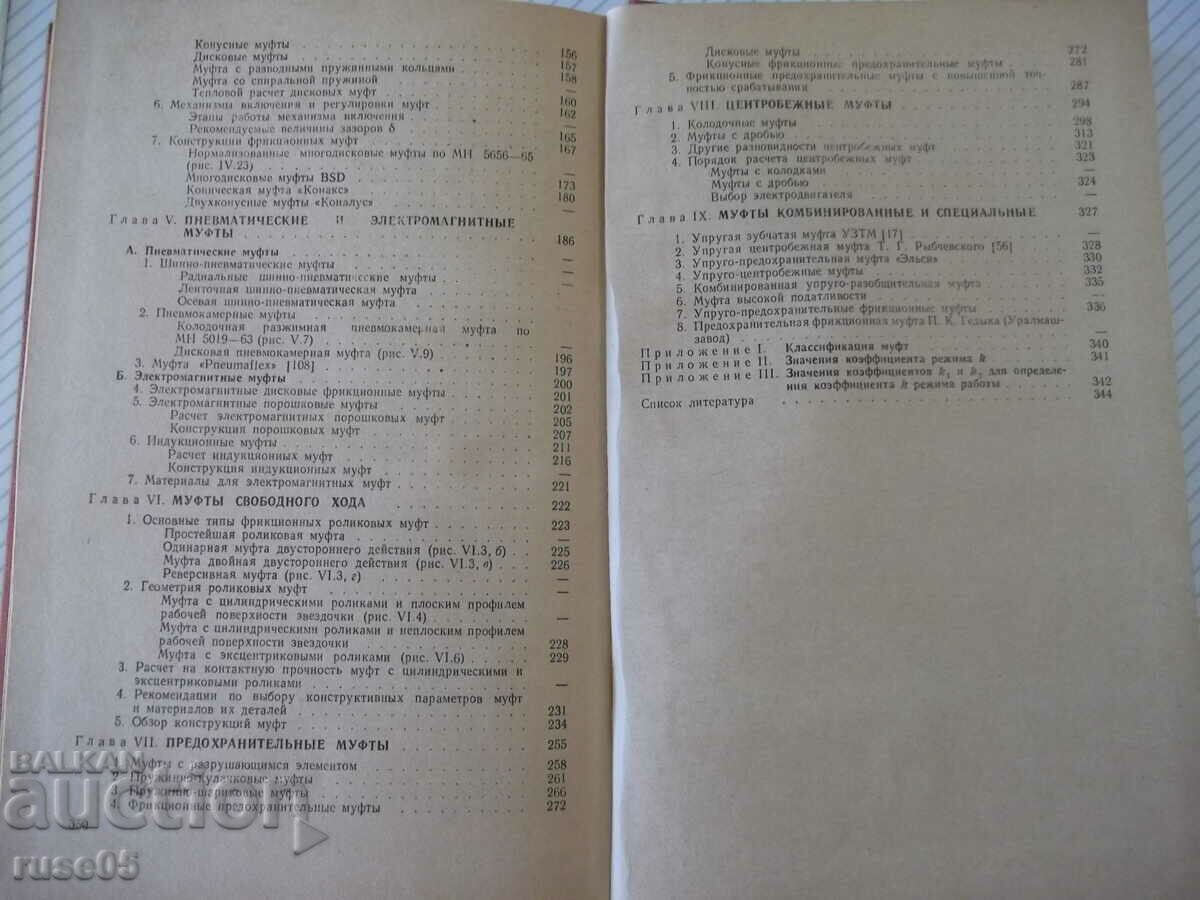 Конусные муфты 156
Дисковые муфты 157
Муфта с разводными пружинными кольцами 158
Муфта со спиральной пружиной —
Тепловой расчет дисковых муфт 160
6. Механизмы включения и регулировки муфт 162
Этапы работы механизма включения —
Рекомендуемые величины зазоров δ 165
7. Конструкции фрикционных муфт 167
Нормализованные многодисковые муфты по МН 5656—65
(рис. IV.23) —
Многодисковые муфты BSD 173
Коническая муфта «Конакс» 180
Двухконусные муфты «Коналус» —
Глава V. ПНЕВМАТИЧЕСКИЕ И ЭЛЕКТРОМАГНИТНЫЕ
МУФТЫ 186
А. Пневматические муфты —
1. Шинно-пневматические муфты —
Радиальные шинно-пневматические муфты —
Ленточная шинно-пневматическая муфта
Осевая шинно-пневматическая муфта
2. Пневмокамерные муфты —
Колодочная разжимная пневмокамерная муфта по
МН 5019—63 (рис. V.7) —
Дисковая пневмокамерная муфта (рис. V.9) 196
3. Муфта «Pneumaflex» [108] 197
Б. Электромагнитные муфты 200
4. Электромагнитные дисковые фрикционные муфты 201
5. Электромагнитные порошковые муфты 202
Расчет электромагнитных порошковых муфт 205
Конструкция порошковых муфт 207
6. Индукционные муфты 211
Расчет индукционных муфт 216
Конструкция индукционных муфт —
7. Материалы для электромагнитных муфт 221
Глава VI. МУФТЫ СВОБОДНОГО ХОДА 222
1. Основные типы фрикционных роликовых муфт 223
Простейшая роликовая муфта —
Одинарная муфта двустороннего действия (рис. VI.3, б) 225
Муфта двойная двустороннего действия (рис. VI.3, в) 226
Реверсивная муфта (рис. VI.3, г) —
2. Геометрия роликовых муфт —
Муфта с цилиндрическими роликами и плоским профилем
рабочей поверхности звездочки (рис. VI.4) —
Муфта с цилиндрическими роликами и неплоским профилем
рабочей поверхности звездочки 228
Муфта с эксцентриковыми роликами (рис. VI.6) 229
3. Расчет на контактную прочность муфт с цилиндрическими и
эксцентриковыми роликами —
4. Рекомендации по выбору конструктивных параметров муфт
и материалов их деталей 231
5. Обзор конструкций муфт 234
Глава VII. ПРЕДОХРАНИТЕЛЬНЫЕ МУФТЫ 255
1. Муфты с разрушающимся элементом 258
2. Пружинно-кулачковые муфты 261
3. Пружинно-шариковые муфты 266
4. Фрикционные предохранительные муфты 272
350
Дисковые муфты 272
Конусные фрикционные предохранительные муфты 281
5. Фрикционные предохранительные муфты с повышенной точ-
ностью срабатывания 287
Глава VIII. ЦЕНТРОБЕЖНЫЕ МУФТЫ 294
1. Колодочные муфты 298
2. Муфты с дробью 313
3. Другие разновидности центробежных муфт 321
4. Порядок расчета центробежных муфт 323
Муфты с колодками —
Муфты с дробью 324
Выбор электродвигателя —
Глава IX. МУФТЫ КОМБИНИРОВАННЫЕ И СПЕЦИАЛЬНЫЕ 327
1. Упругая зубчатая муфта УЗТМ [17] —
2. Упругая центробежная муфта Т. Г. Рыбчевского [56] 328
3. Упруго-предохранительная муфта «Эльси» 330
4. Упруго-центробежные муфты 332
5. Комбинированная упруго-разобщительная муфта 335
6. Муфта высокой податливости —
7. Упруго-предохранительные фрикционные муфты 336
8. Предохранительная фрикционная муфта П. К. Гедыка (Уралмаш-
завод) —
Приложение I. Классификация муфт 340
Приложение II. Значения коэффициента режима k 341
Приложение III. Значения коэффициентов k₁ и k₂ для определе-
ния коэффициента k режима работы 342
Список литература 344
BALKAN
auction
ruse05